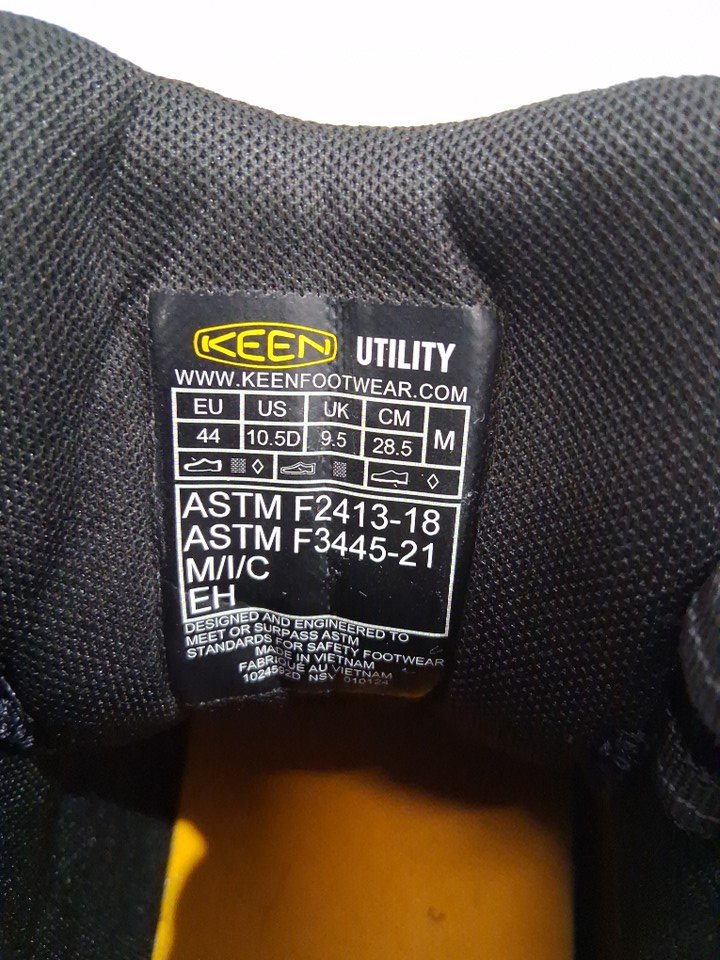 KEEN UTILITY
WWW.KEENFOOTWEAR.COM
EU US UK CM M
44 10.5D 9.5 28.5
ASTM F2413-18
ASTM F3445-21
M/I/C
EH
DESIGNED AND ENGINEERED TO
MEET OR SURPASS ASTM
STANDARDS FOR SAFETY FOOTWEAR
MADE IN VIETNAM
FABRIQUÉ AU VIETNAM
010124